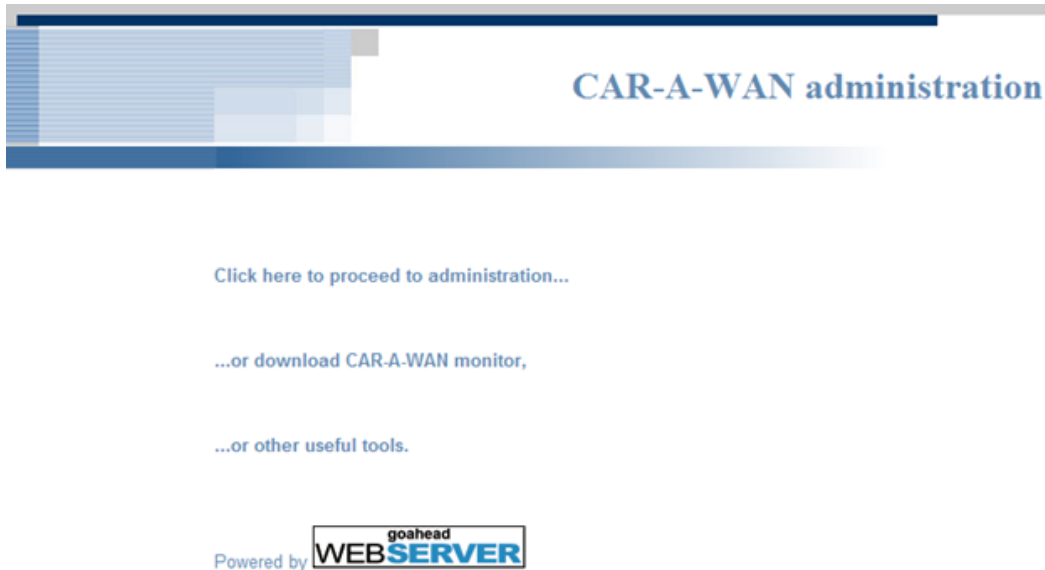 CAR-A-WAN administration
Click here to proceed to administration...
...or download CAR-A-WAN monitor,
...or other useful tools.
Powered by goahead WEBSERVER